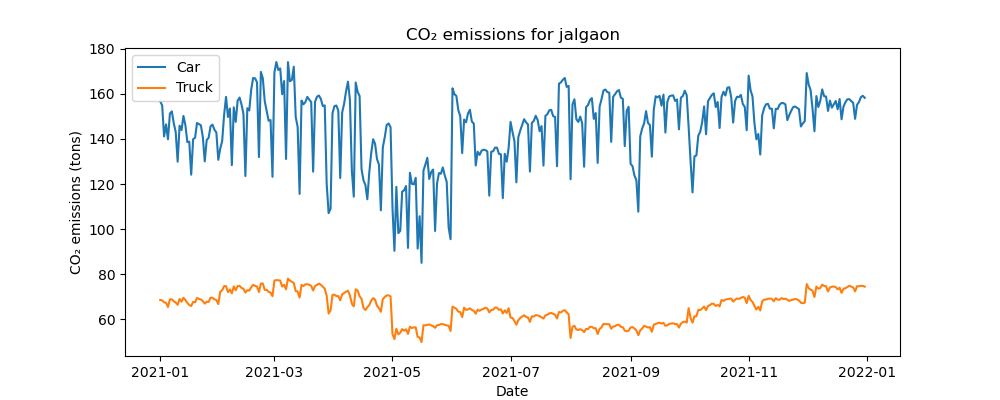 CO₂ emissions for jalgaon
Car
Truck
CO₂ emissions (tons)
180
160
140
120
100
80
60
2021-01
2021-03
2021-05
2021-07
2021-09
2021-11
2022-01
Date